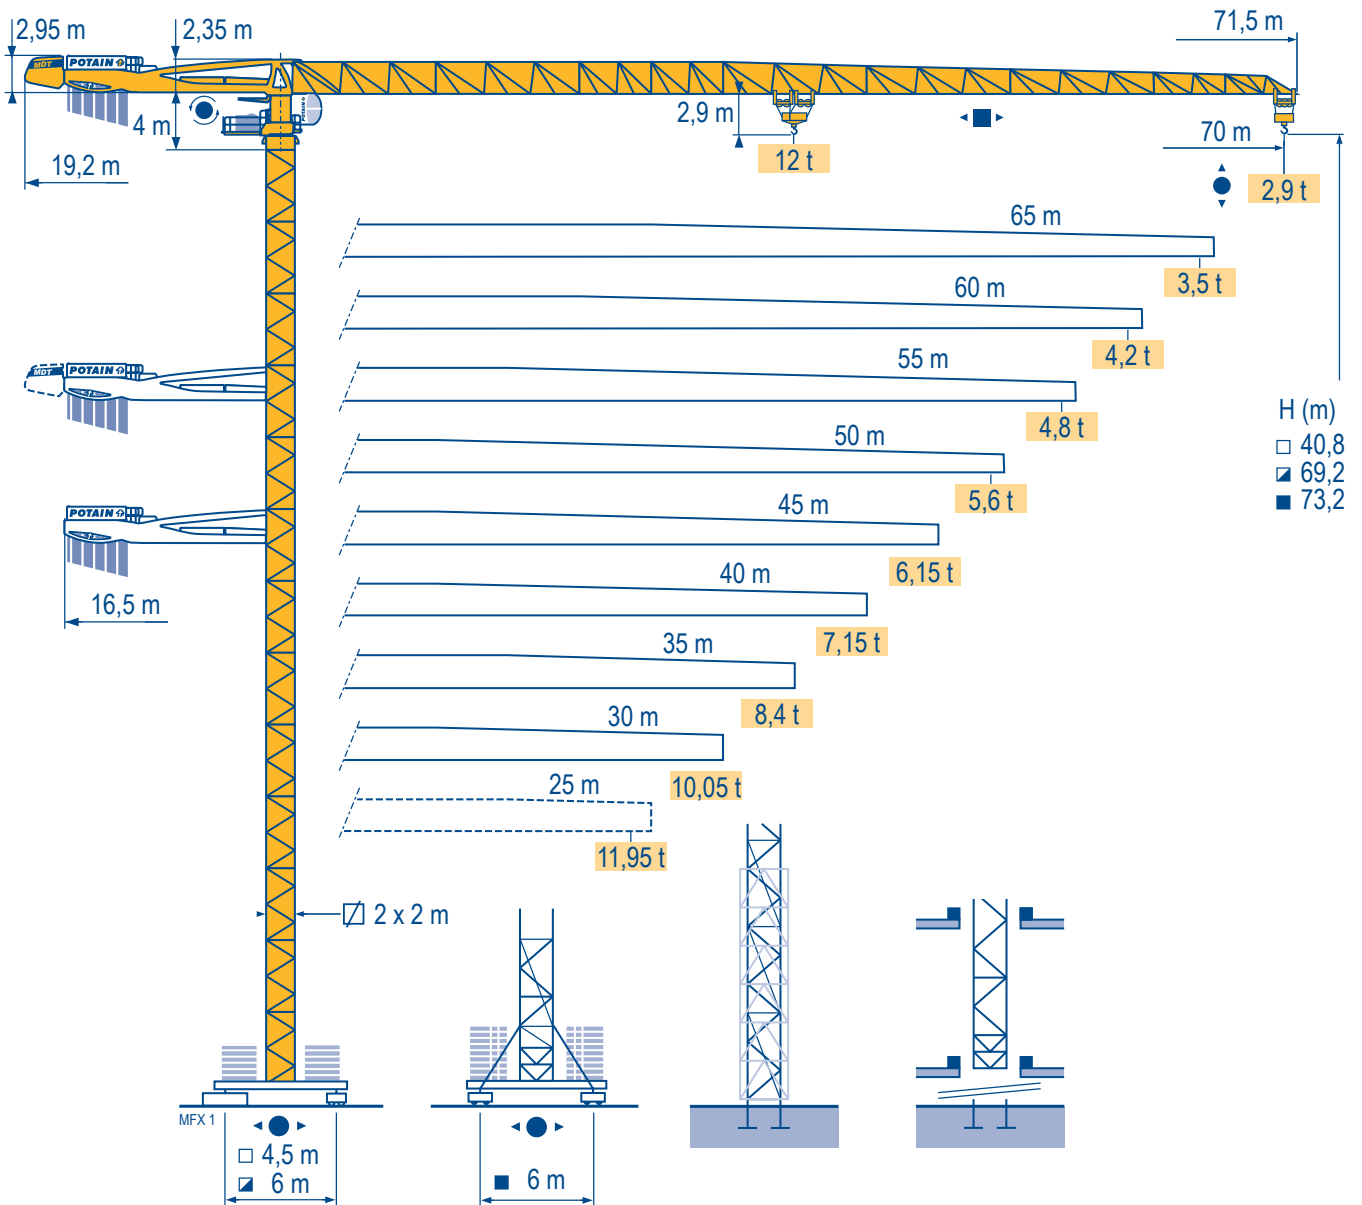 2,95 m
2,35 m
71,5 m
MDT
POTAIN
POTAIN
4 m
2,9 m
12 t
70 m
19,2 m
2,9 t
65 m
3,5 t
60 m
4,2 t
MDT
POTAIN
55 m
4,8 t
H (m)
40,8
69,2
73,2
50 m
5,6 t
POTAIN
45 m
6,15 t
16,5 m
40 m
7,15 t
35 m
8,4 t
30 m
10,05 t
25 m
11,95 t
2 x 2 m
MFX 1
4,5 m
6 m
6 m